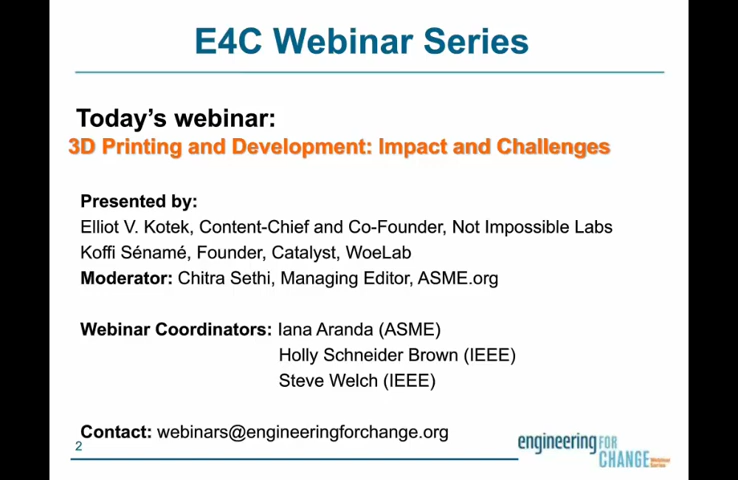 E4C Webinar Series
Today's webinar:
3D Printing and Development: Impact and Challenges
Presented by:
Elliot V. Kotek, Content-Chief and Co-Founder, Not Impossible Labs
Koffi Sénamé, Founder, Catalyst, WoeLab
Moderator: Chitra Sethi, Managing Editor, ASME.org
Webinar Coordinators: Iana Aranda (ASME)
Holly Schneider Brown (IEEE)
Steve Welch (IEEE)
Contact: webinars@engineeringforchange.org
2
engineering FOR
CHANGE Webinar Series